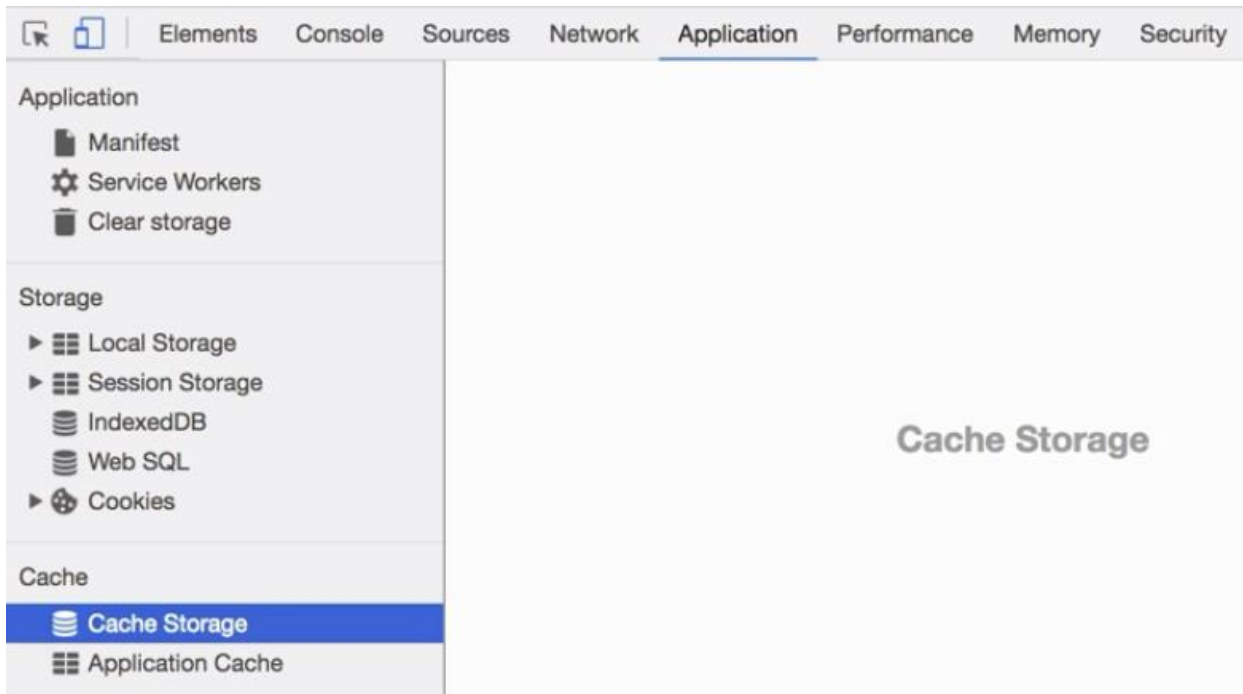 Elements Console Sources Network Application Performance Memory Security
Application
Manifest
Service Workers
Clear storage
Storage
Local Storage
Session Storage
IndexedDB
Web SQL
Cookies
Cache
Cache Storage
Application Cache
Cache Storage